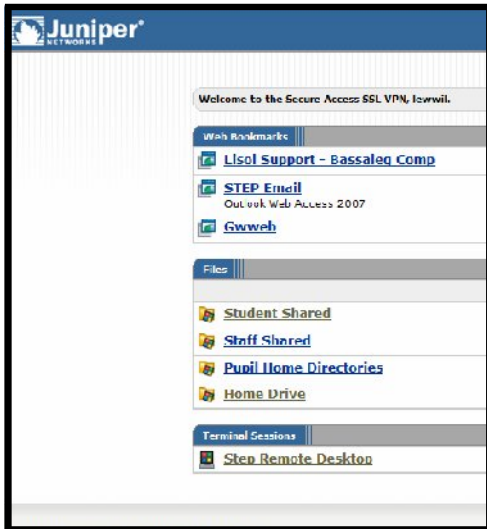 Juniper®
NETWORKS
Welcome to the Secure Access SSL VPN, lewwil.
Web Bookmarks
Llsol Support - Bassaleg Comp
STEP Email
Outlook Web Access 2007
Gwweb
Files
Student Shared
Staff Shared
Pupil Home Directories
Home Drive
Terminal Sessions
Step Remote Desktop